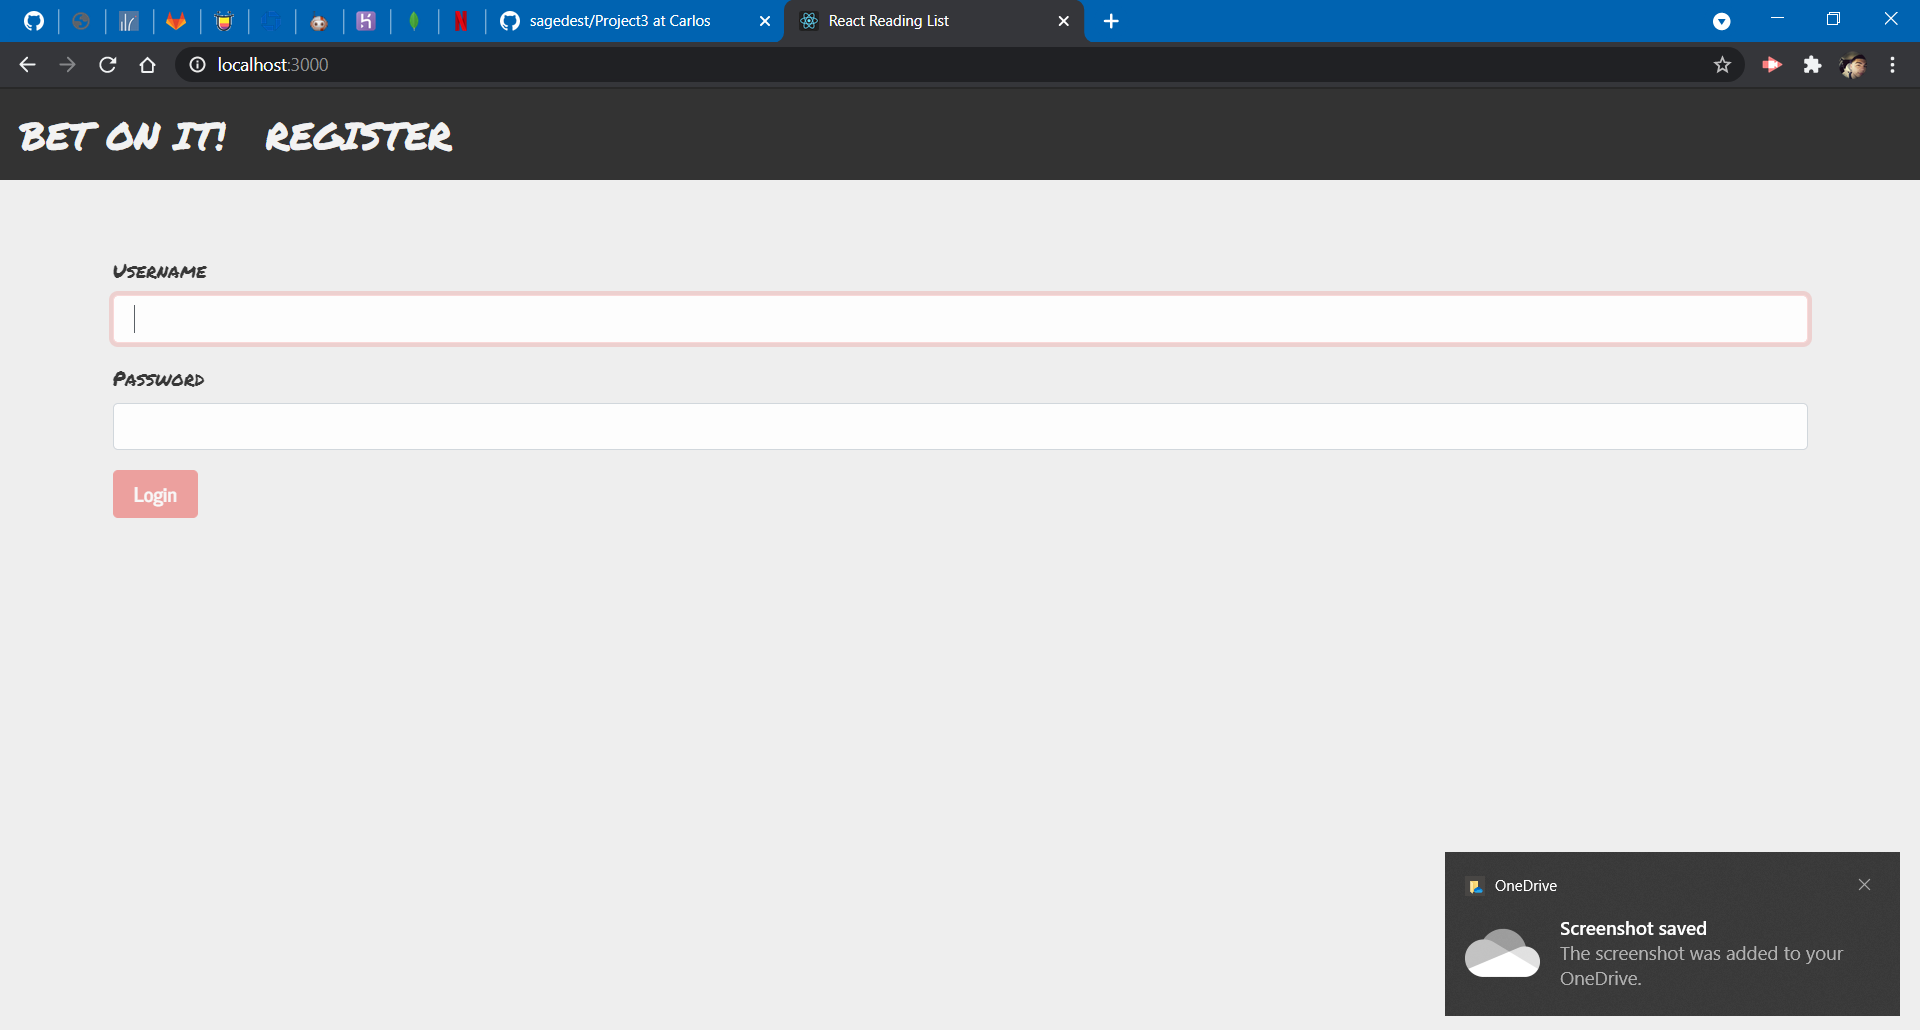 sagedest/Project3 at Carlos
React Reading List
localhost:3000
BET ON IT! REGISTER
Username
Password
Login
OneDrive
Screenshot saved
The screenshot was added to your
OneDrive.